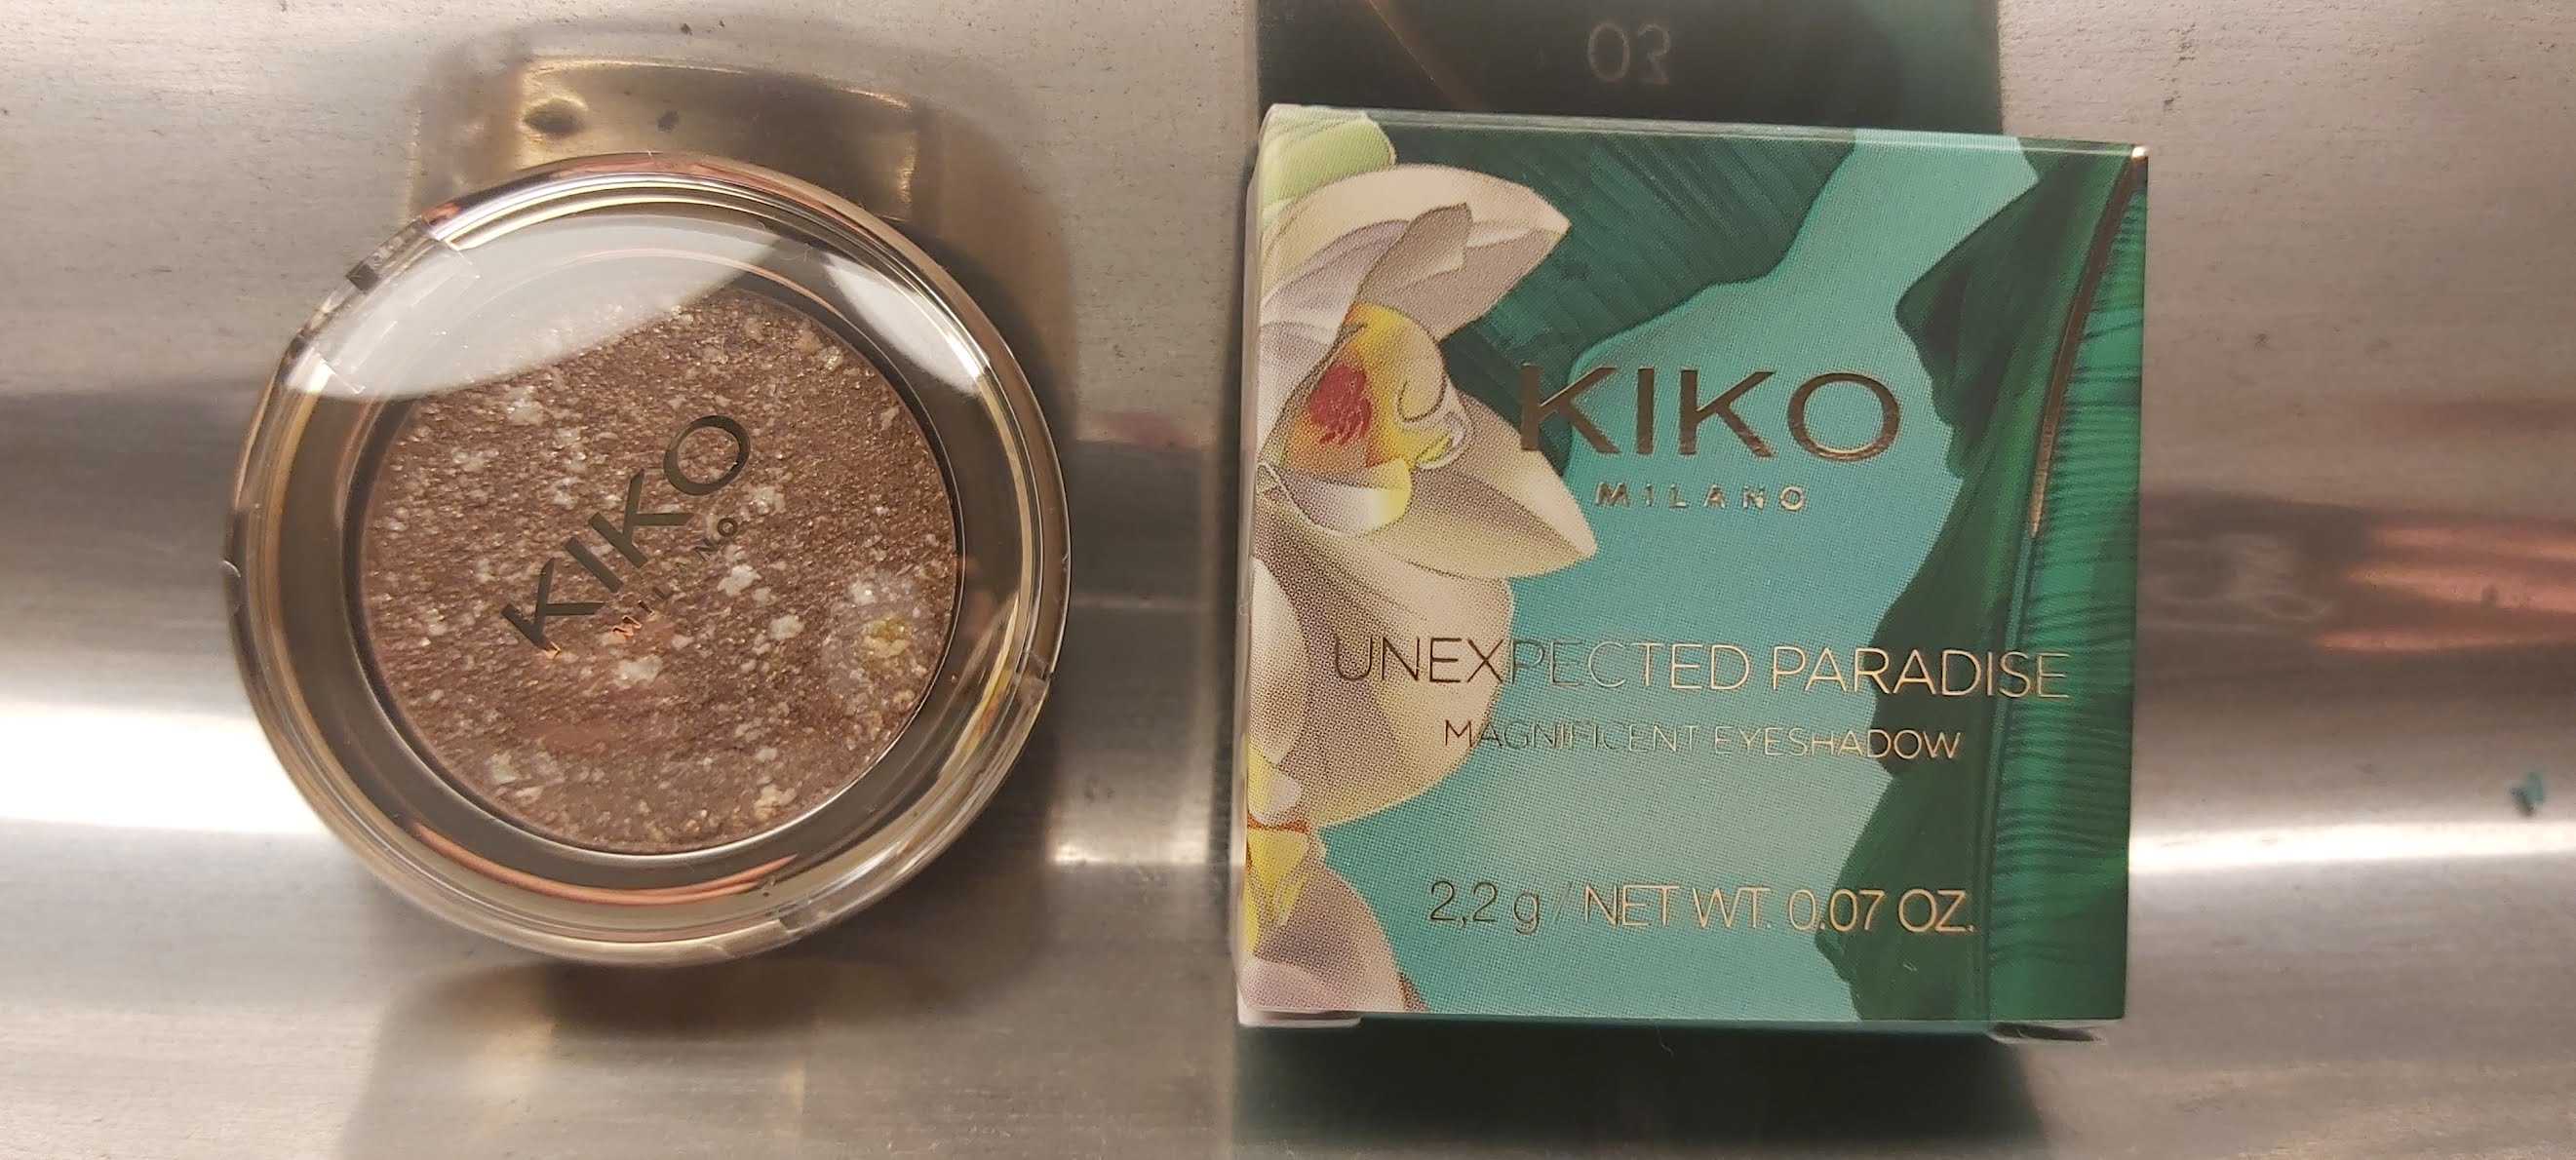 KIKO
MILANO
03
KIKO
MILANO
UNEXPECTED PARADISE
MAGNIFICENT EYESHADOW
2,2 g / NET WT. 0.07 OZ.